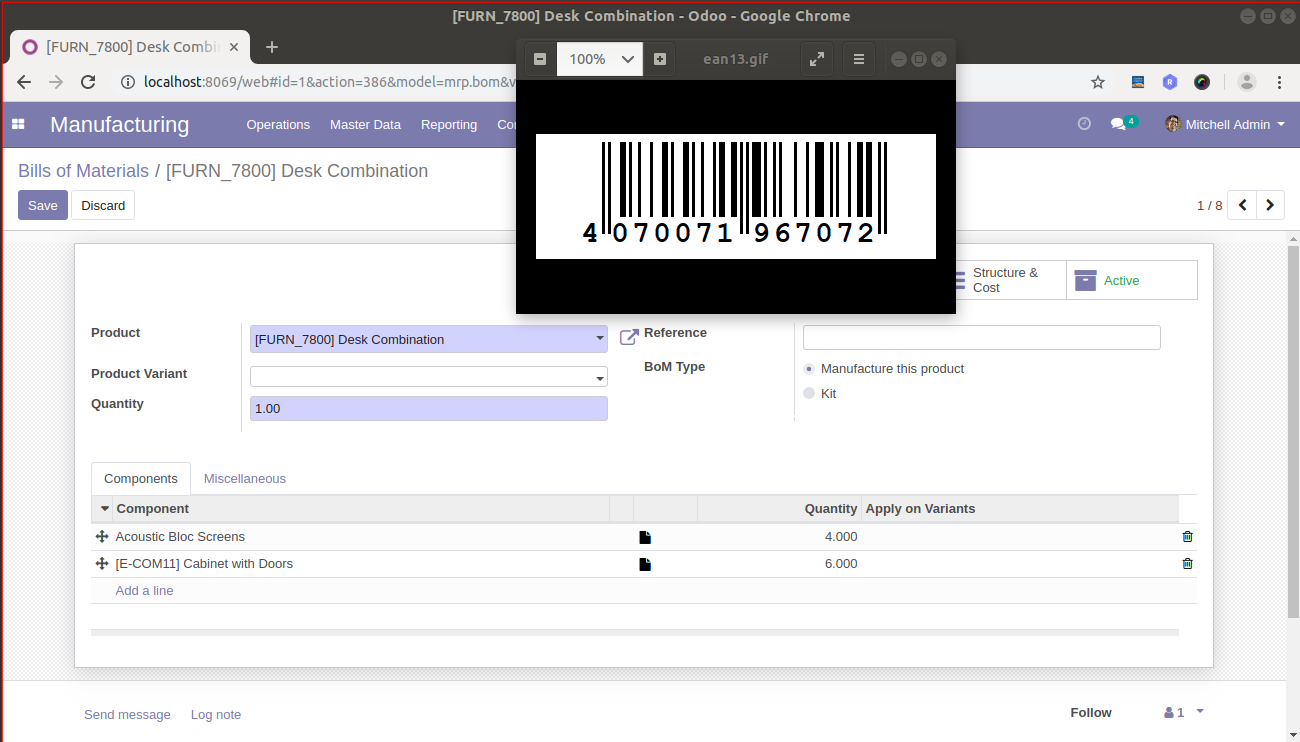 [FURN_7800] Desk Combination - Odoo - Google Chrome
[FURN_7800] Desk Combin
100%
ean13.gif
localhost:8069/web#id=1&action=386&model=mrp.bom&v
Manufacturing
Operations Master Data Reporting
4
Mitchell Admin
4 070071 967072
Bills of Materials / [FURN_7800] Desk Combination
Save Discard
1 / 8
Structure &
Cost
Active
Product
[FURN_7800] Desk Combination
Reference
Product Variant
BoM Type
Manufacture this product
Quantity
1.00
Kit
Components Miscellaneous
Component Quantity Apply on Variants
Acoustic Bloc Screens 4.000
[E-COM11] Cabinet with Doors 6.000
Add a line
Send message Log note Follow 1